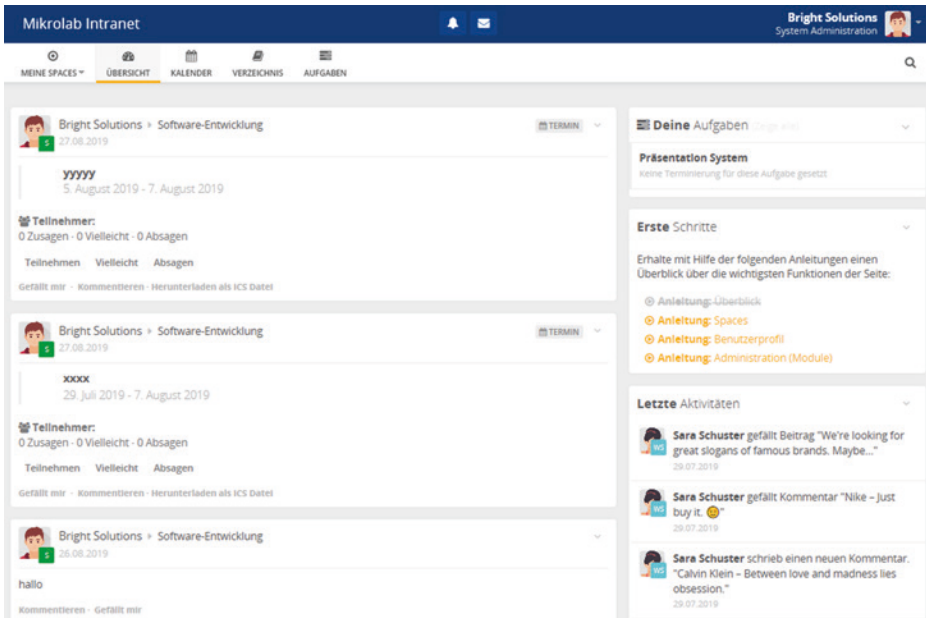 Mikrolab Intranet
Bright Solutions
System Administration
MEINE SPACES
ÜBERSICHT
KALENDER
VERZEICHNIS
AUFGABEN
Bright Solutions Software-Entwicklung
TERMIN
S
27.08.2019
yyyyy
5. August 2019 - 7. August 2019
Teilnehmer:
0 Zusagen · 0 Vielleicht · 0 Absagen
Teilnehmen Vielleicht Absagen
Gefällt mir · Kommentieren · Herunterladen als ICS Datei
Bright Solutions Software-Entwicklung
TERMIN
S
27.08.2019
xxxx
29. Juli 2019 - 7. August 2019
Teilnehmer:
0 Zusagen · 0 Vielleicht · 0 Absagen
Teilnehmen Vielleicht Absagen
Gefällt mir · Kommentieren · Herunterladen als ICS Datei
Bright Solutions Software-Entwicklung
S
26.08.2019
hallo
Kommentieren · Gefällt mir
Deine Aufgaben
Präsentation System
Keine Terminierung für diese Aufgabe gesetzt
Erste Schritte
Erhalte mit Hilfe der folgenden Anleitungen einen
Überblick über die wichtigsten Funktionen der Seite:
Anleitung: Überblick
Anleitung: Spaces
Anleitung: Benutzerprofil
Anleitung: Administration (Module)
Letzte Aktivitäten
Sara Schuster gefällt Beitrag "We're looking for
WS
great slogans of famous brands. Maybe..."
29.07.2019
Sara Schuster gefällt Kommentar "Nike – Just
WS
buy it. "
29.07.2019
Sara Schuster schrieb einen neuen Kommentar.
WS
"Calvin Klein – Between love and madness lies
obsession."
29.07.2019